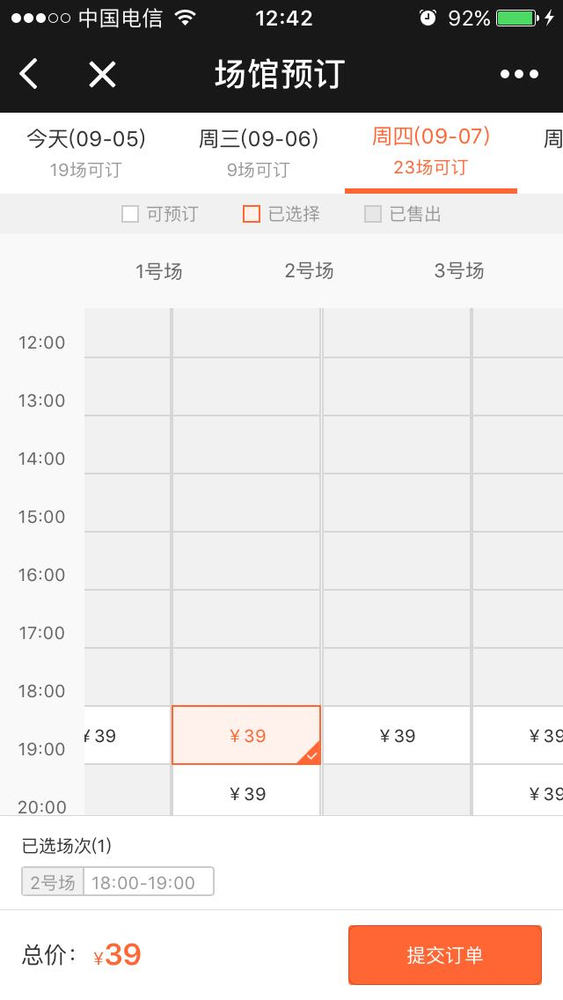 中国电信 12:42 92%
场馆预订
今天(09-05) 周三(09-06) 周四(09-07) 周
19场可订 9场可订 23场可订
可预订 已选择 已售出
1号场 2号场 3号场
12:00
13:00
14:00
15:00
16:00
17:00
18:00
¥39 ¥39 ¥39 ¥39
19:00
¥39 ¥39
20:00
已选场次(1)
2号场 18:00-19:00
总价： ¥39 提交订单